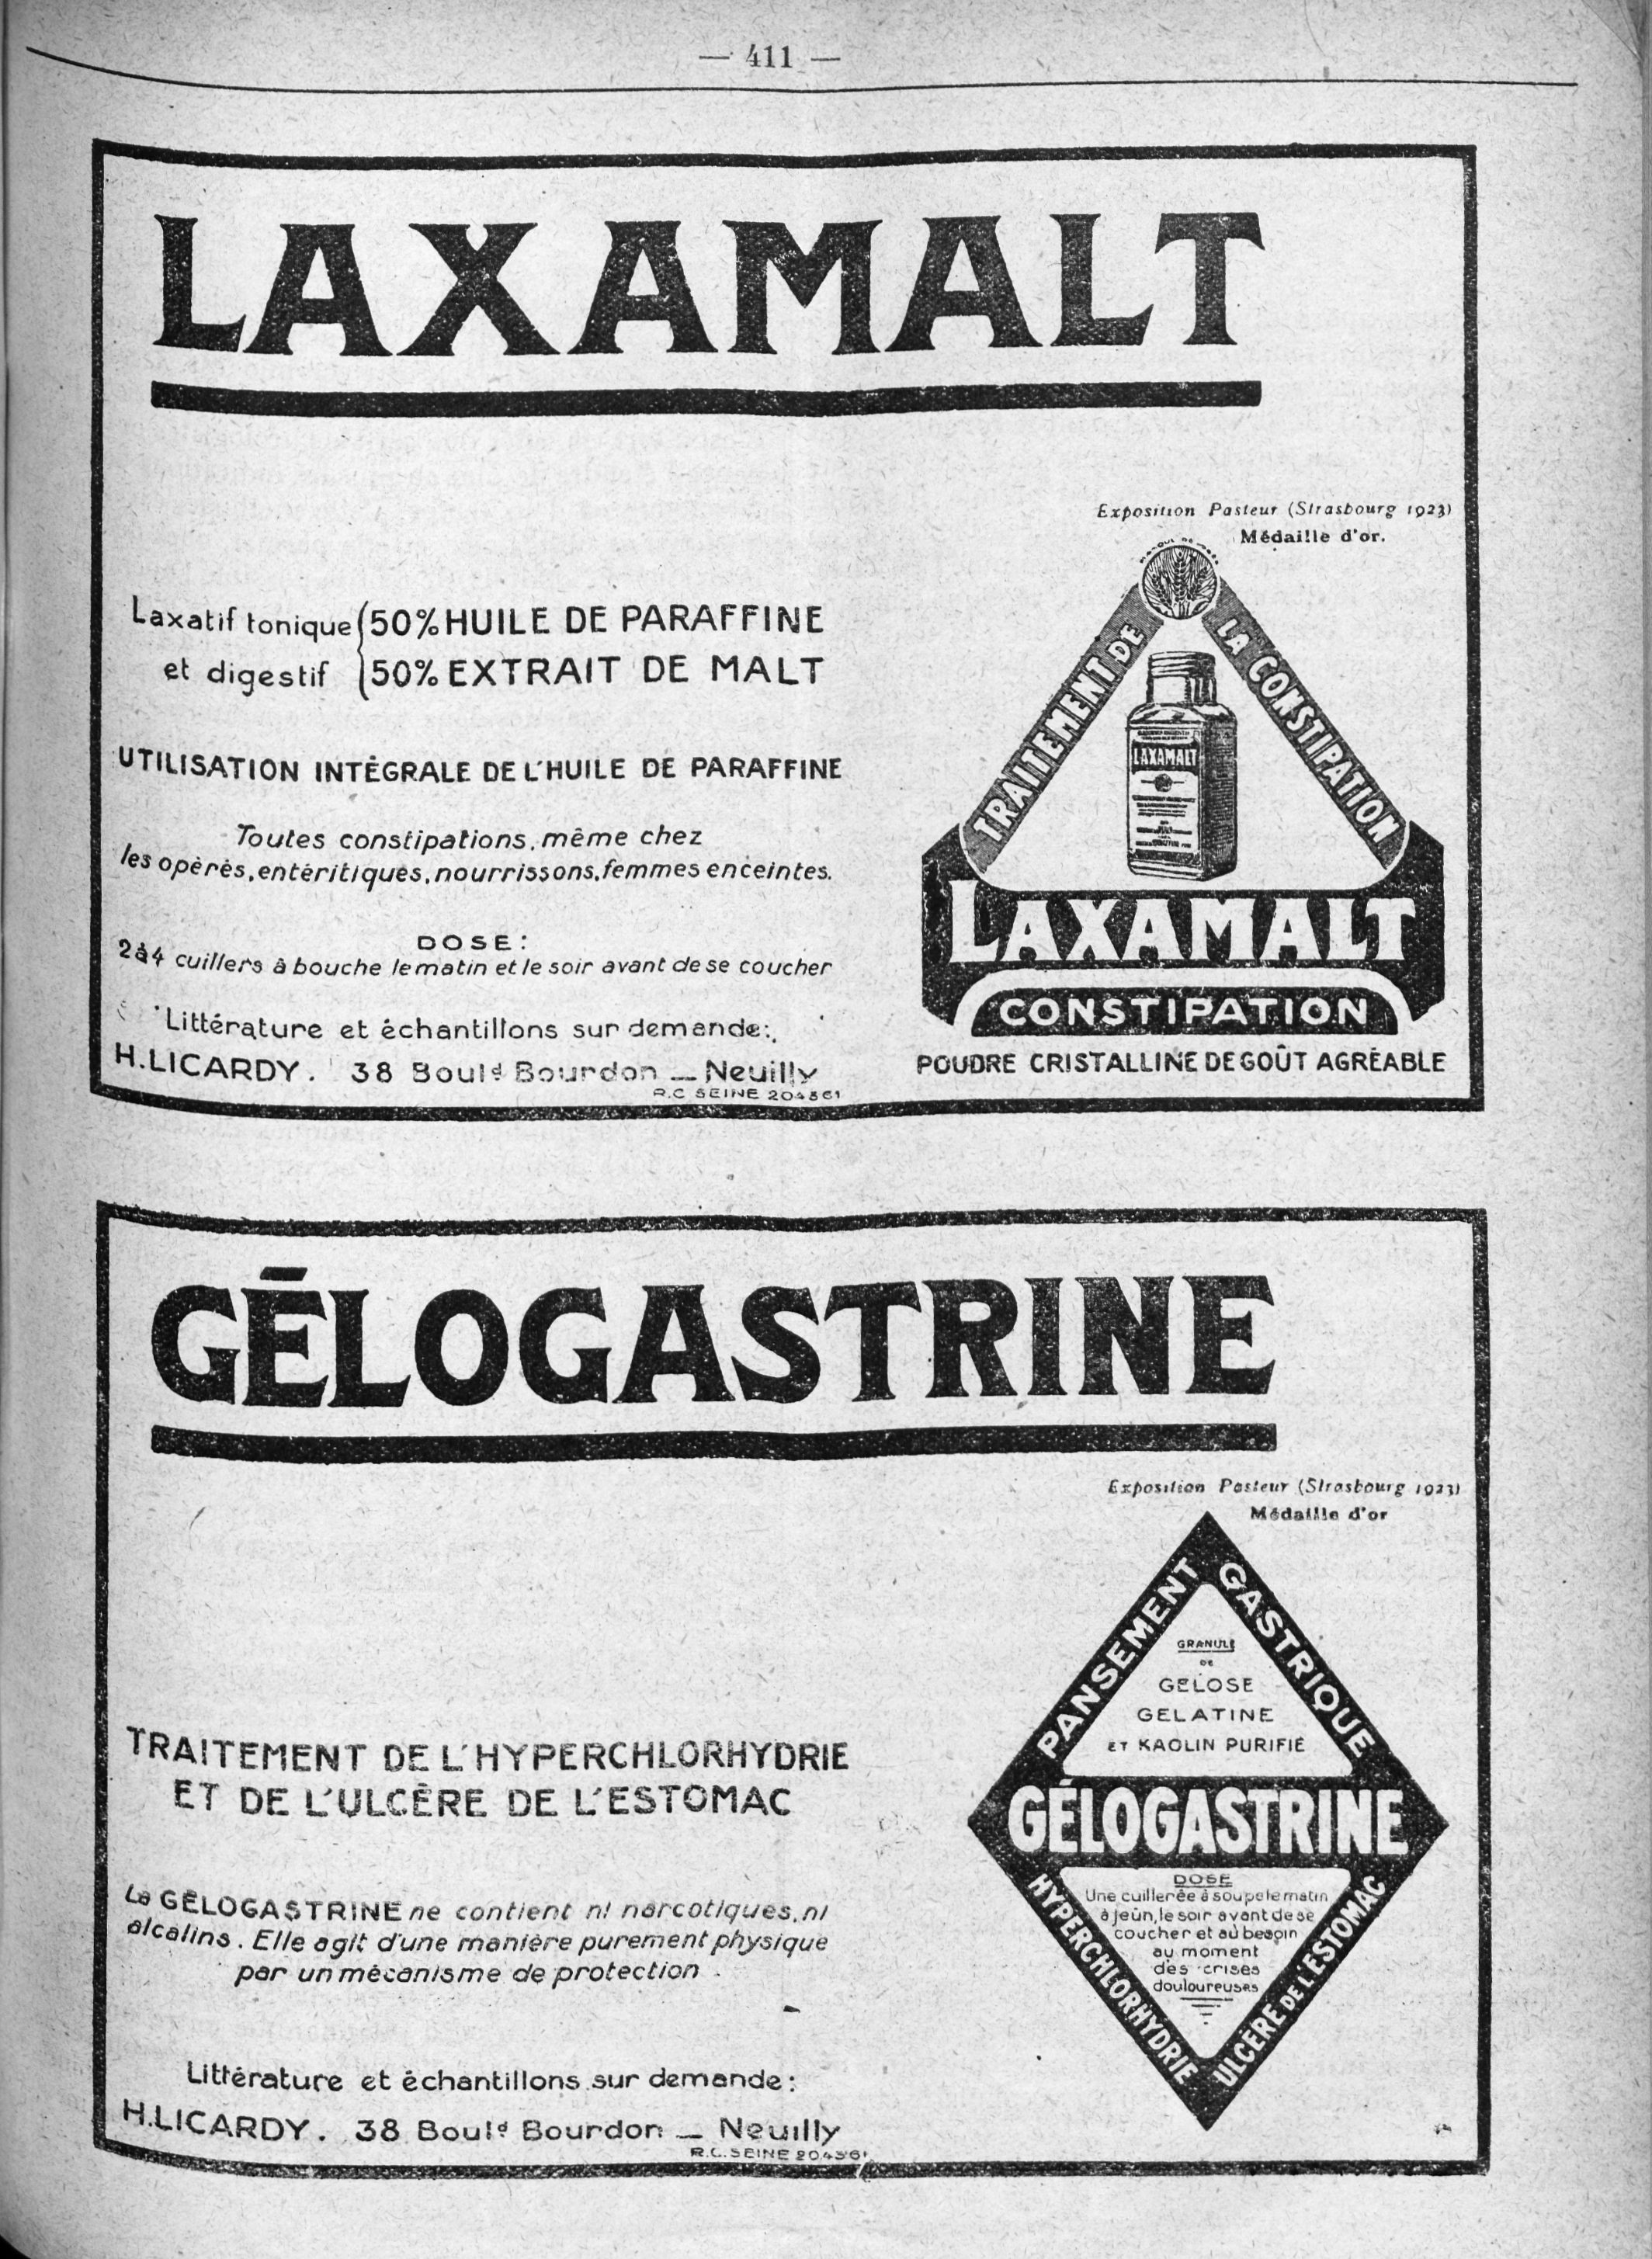 — 411 —
LAXAMALT
Exposition Pasteur (Strasbourg 1923)
Médaille d'or.
Laxatif tonique 50% HUILE DE PARAFFINE
et digestif 50% EXTRAIT DE MALT
UTILISATION INTÉGRALE DE L'HUILE DE PARAFFINE
Toutes constipations, même chez
les opérés, entéritiques, nourrissons, femmes enceintes.
DOSE:
2 à 4 cuillers à bouche le matin et le soir avant de se coucher
Littérature et échantillons sur demande:
H. LICARDY. 38 Boulᵈ Bourdon — Neuilly
R.C SEINE 204361
TRAITEMENT DE
LA CONSTIPATION
LAXAMALT
LAXAMALT
CONSTIPATION
POUDRE CRISTALLINE DE GOÛT AGRÉABLE
GÉLOGASTRINE
Exposition Pasteur (Strasbourg 1923)
Médaille d'or
TRAITEMENT DE L'HYPERCHLORHYDRIE
ET DE L'ULCÈRE DE L'ESTOMAC
La GÉLOGASTRINE ne contient ni narcotiques, ni
alcalins. Elle agit d'une manière purement physique
par un mécanisme de protection.
Littérature et échantillons sur demande:
H. LICARDY. 38 Boulᵈ Bourdon — Neuilly
R.C. SEINE 204361
PANSEMENT
GASTRIQUE
GRANULÉ
DE
GELOSE
GELATINE
ET KAOLIN PURIFIÉ
GÉLOGASTRINE
DOSE
Une cuillerée à soupe le matin
à jeûn, le soir avant de se
coucher et au besoin
au moment
des crises
douloureuses
HYPERCHLORHYDRIE
ULCÈRE DE L'ESTOMAC